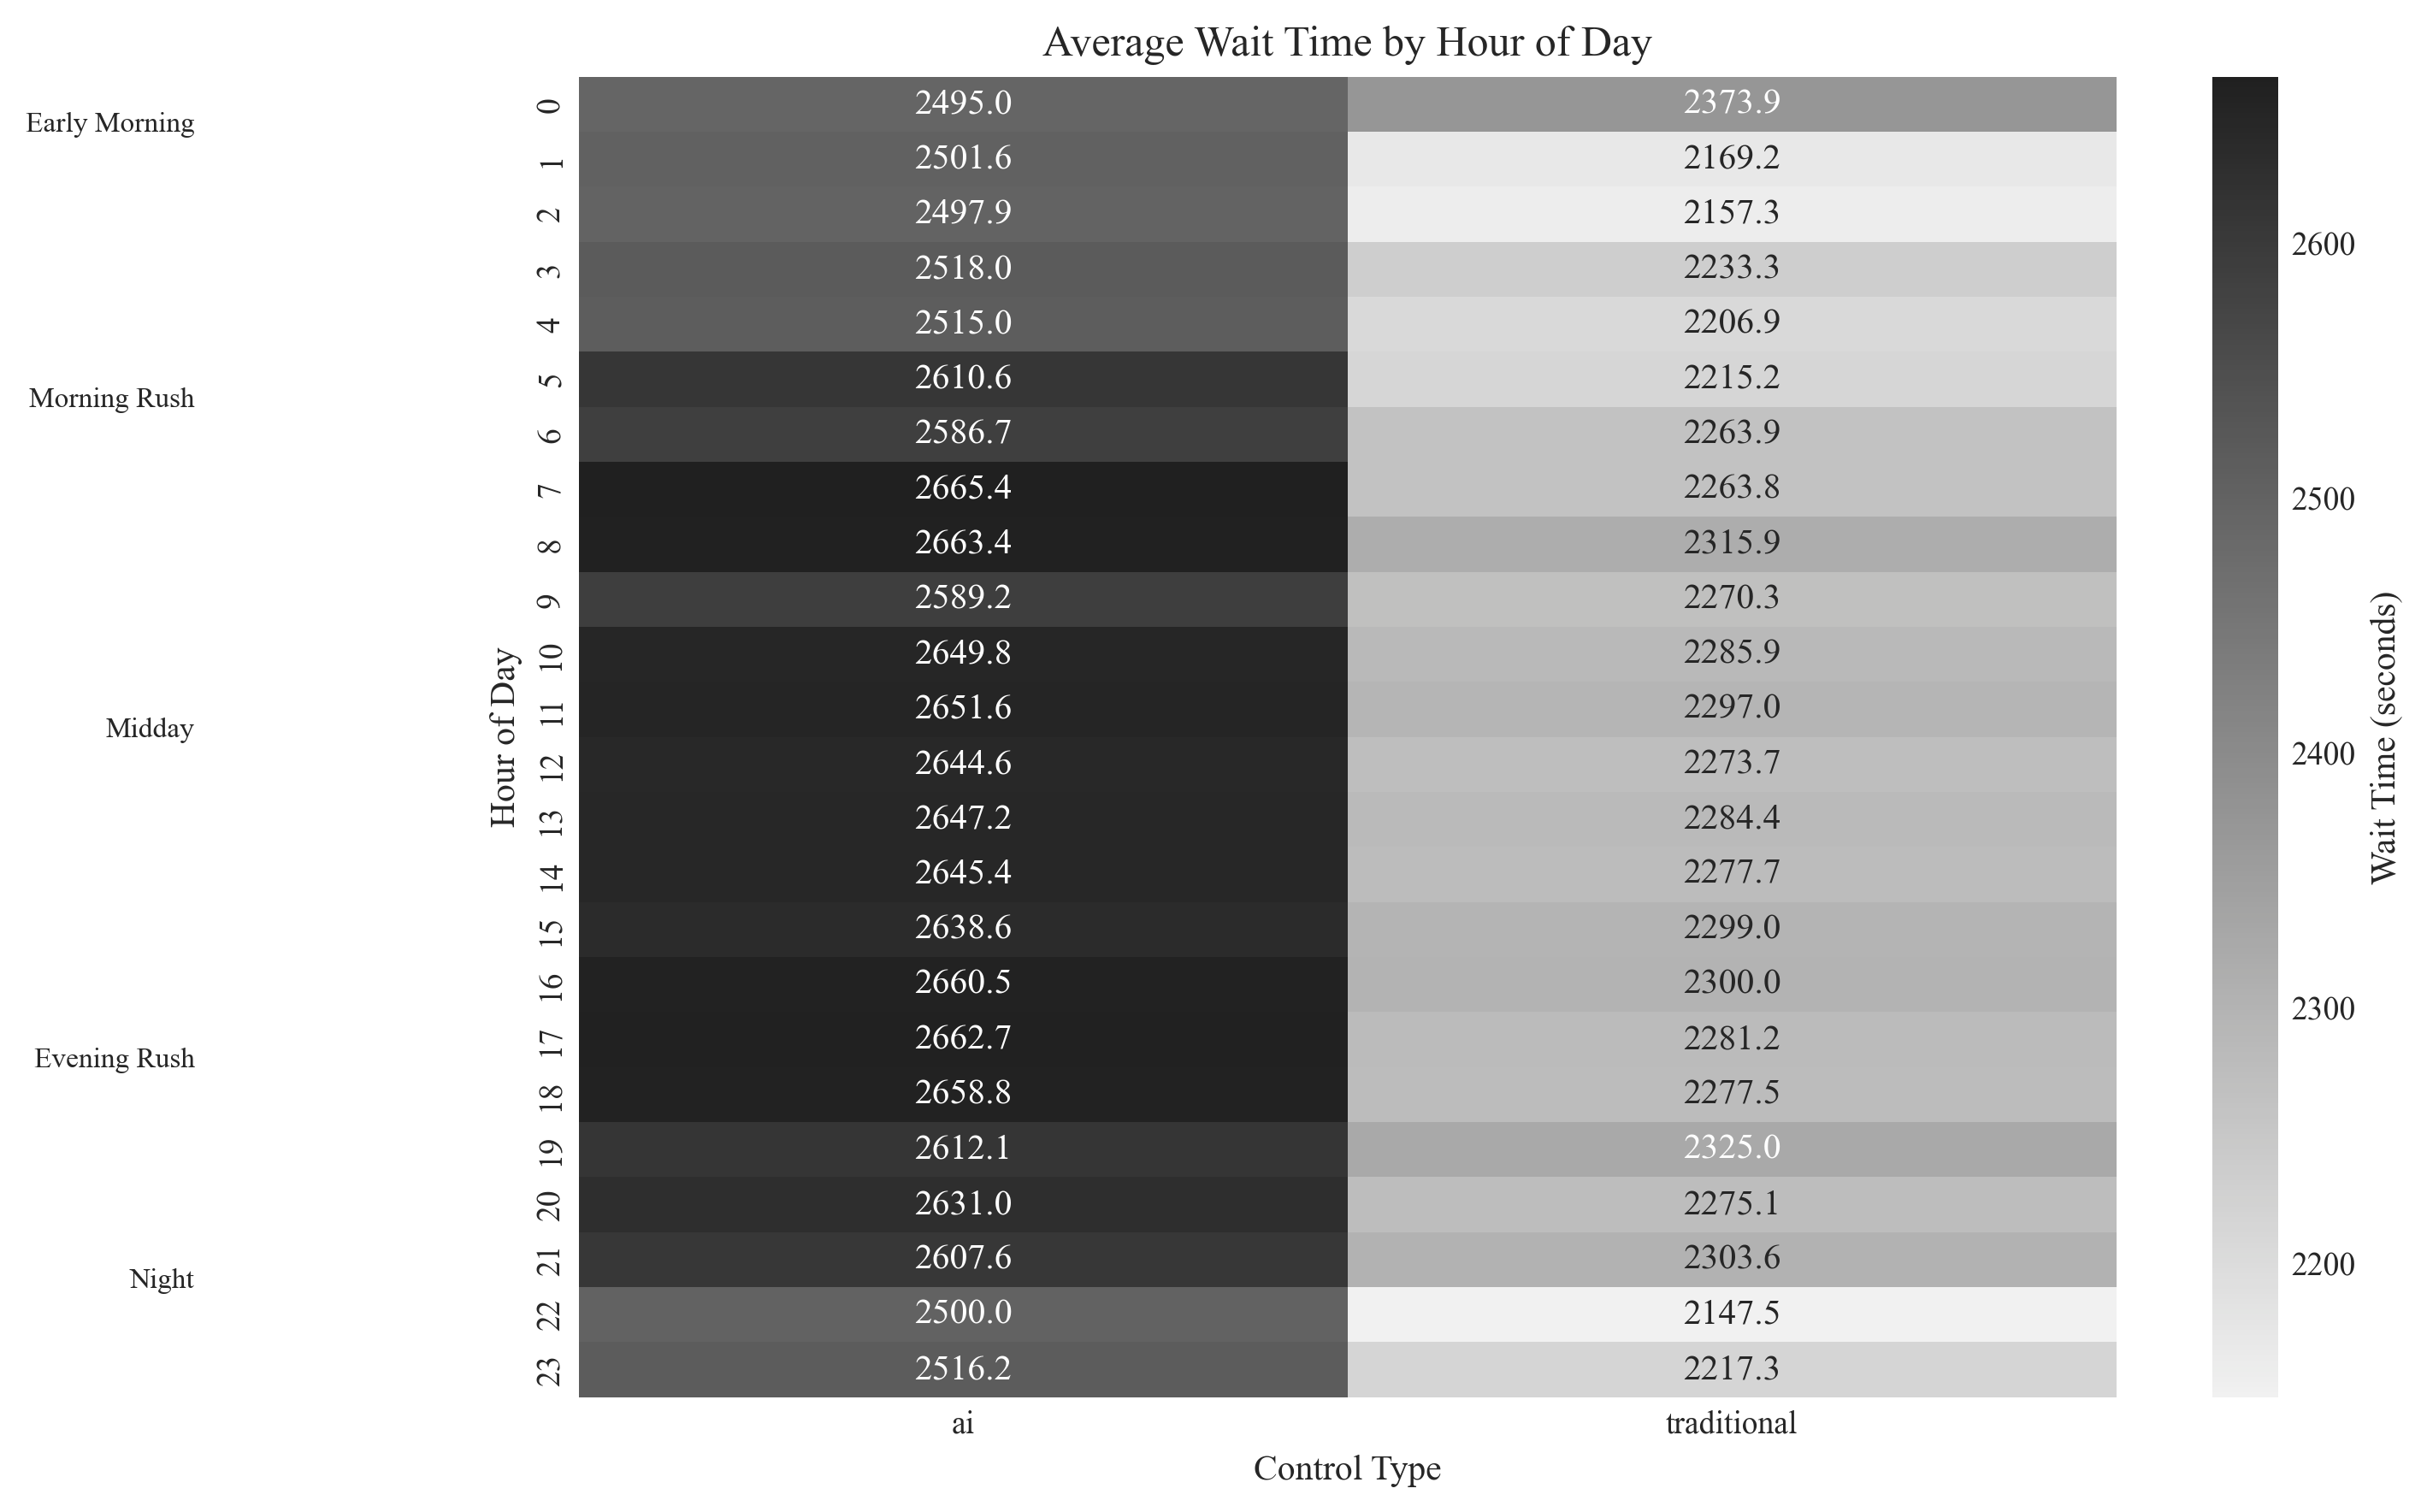 Average Wait Time by Hour of Day
Early Morning
Morning Rush
Midday
Evening Rush
Night
Hour of Day
0 2495.0 2373.9
1 2501.6 2169.2
2 2497.9 2157.3
3 2518.0 2233.3
4 2515.0 2206.9
5 2610.6 2215.2
6 2586.7 2263.9
7 2665.4 2263.8
8 2663.4 2315.9
9 2589.2 2270.3
10 2649.8 2285.9
11 2651.6 2297.0
12 2644.6 2273.7
13 2647.2 2284.4
14 2645.4 2277.7
15 2638.6 2299.0
16 2660.5 2300.0
17 2662.7 2281.2
18 2658.8 2277.5
19 2612.1 2325.0
20 2631.0 2275.1
21 2607.6 2303.6
22 2500.0 2147.5
23 2516.2 2217.3
ai traditional
Control Type
2600
2500
2400
2300
2200
Wait Time (seconds)